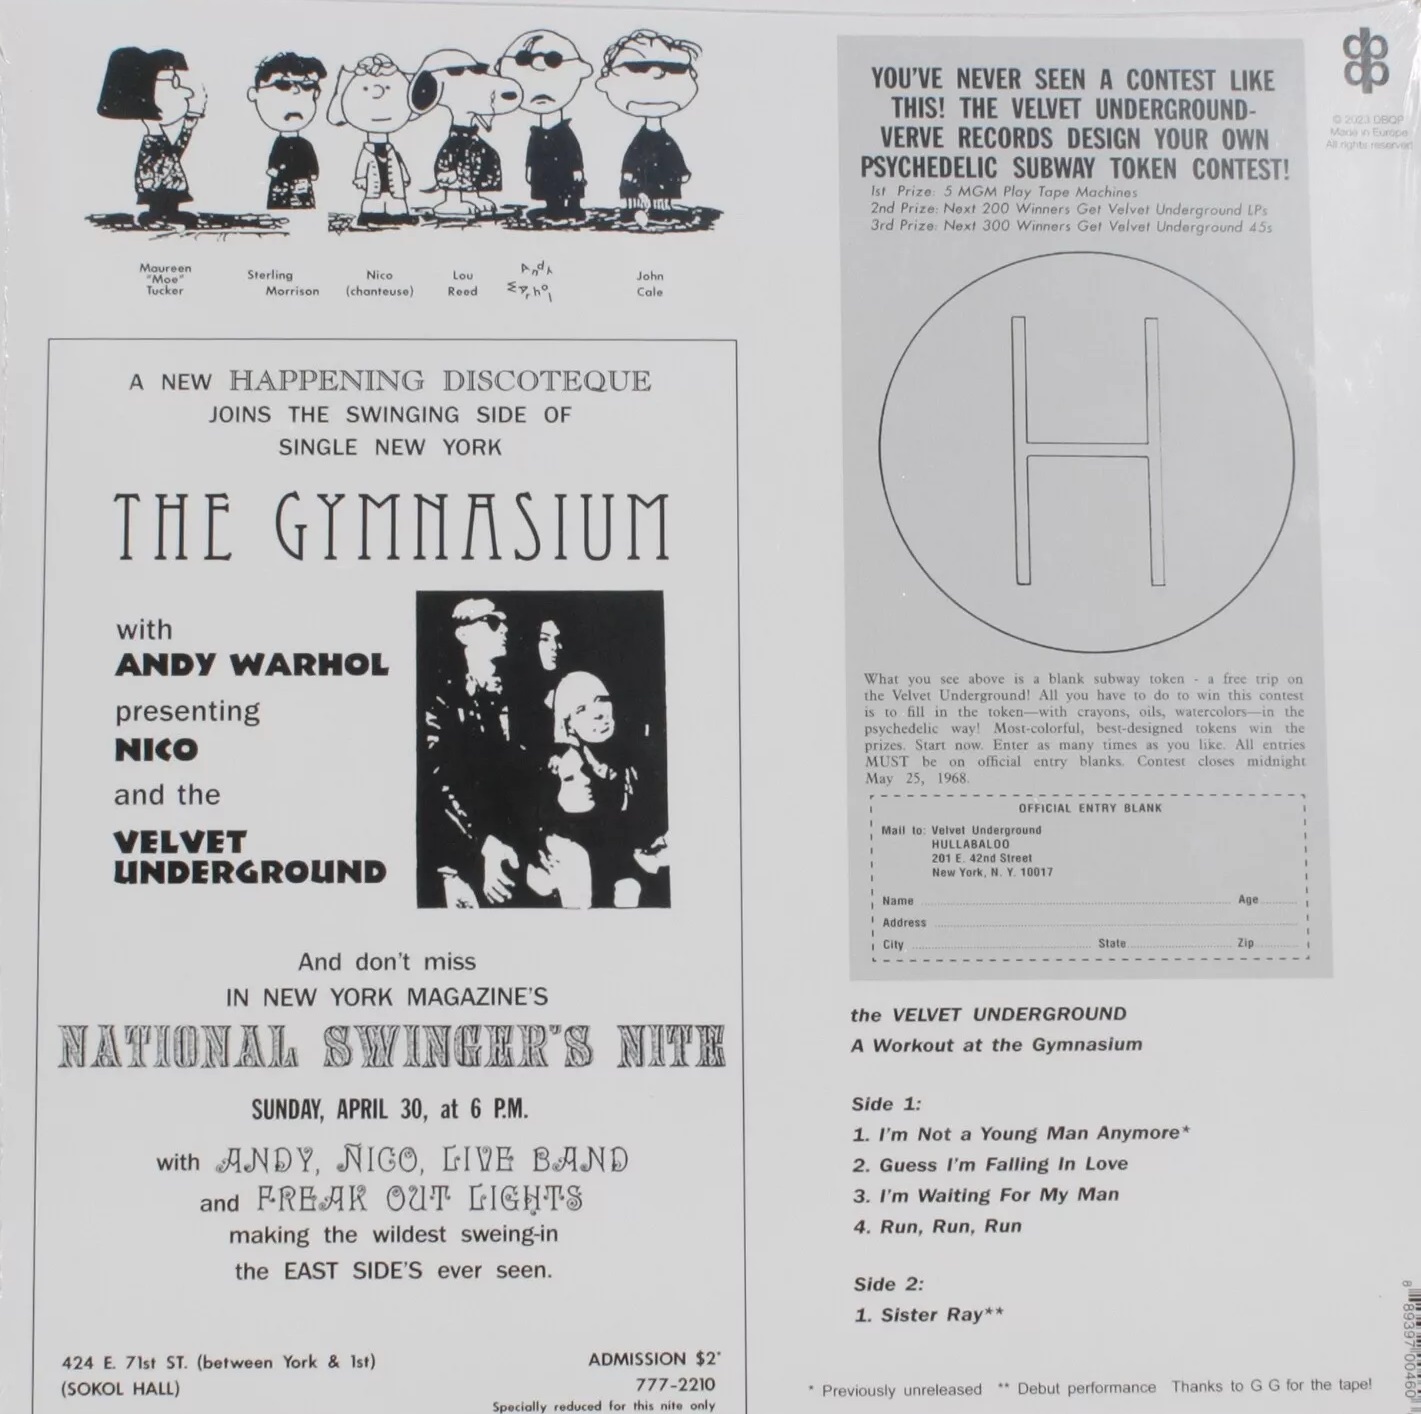 Maureen
"Moe"
Tucker
Sterling
Morrison
Nico
(chanteuse)
Lou
Reed
Andy
Warhol
John
Cale
A NEW HAPPENING DISCOTEQUE
JOINS THE SWINGING SIDE OF
SINGLE NEW YORK
THE GYMNASIUM
with
ANDY WARHOL
presenting
NICO
and the
VELVET
UNDERGROUND
And don't miss
IN NEW YORK MAGAZINE'S
NATIONAL SWINGER'S NITE
SUNDAY, APRIL 30, at 6 P.M.
with ANDY, NICO, LIVE BAND
and FREAK OUT LIGHTS
making the wildest sweing-in
the EAST SIDE'S ever seen.
424 E. 71st ST. (between York & 1st)
(SOKOL HALL)
ADMISSION $2*
777-2210
Specially reduced for this nite only
YOU'VE NEVER SEEN A CONTEST LIKE
THIS! THE VELVET UNDERGROUND-
VERVE RECORDS DESIGN YOUR OWN
PSYCHEDELIC SUBWAY TOKEN CONTEST!
1st Prize: 5 MGM Play Tape Machines
2nd Prize: Next 200 Winners Get Velvet Underground LPs
3rd Prize: Next 300 Winners Get Velvet Underground 45s
H
What you see above is a blank subway token - a free trip on
the Velvet Underground! All you have to do to win this contest
is to fill in the token—with crayons, oils, watercolors—in the
psychedelic way! Most-colorful, best-designed tokens win the
prizes. Start now. Enter as many times as you like. All entries
MUST be on official entry blanks. Contest closes midnight
May 25, 1968.
OFFICIAL ENTRY BLANK
Mail to: Velvet Underground
HULLABALOO
201 E. 42nd Street
New York, N. Y. 10017
Name Age
Address
City State Zip
dbqp
© 2023 DBQP
Made in Europe
All rights reserved
the VELVET UNDERGROUND
A Workout at the Gymnasium
Side 1:
1. I'm Not a Young Man Anymore*
2. Guess I'm Falling In Love
3. I'm Waiting For My Man
4. Run, Run, Run
Side 2:
1. Sister Ray**
* Previously unreleased ** Debut performance Thanks to G G for the tape!
8 89397 00460